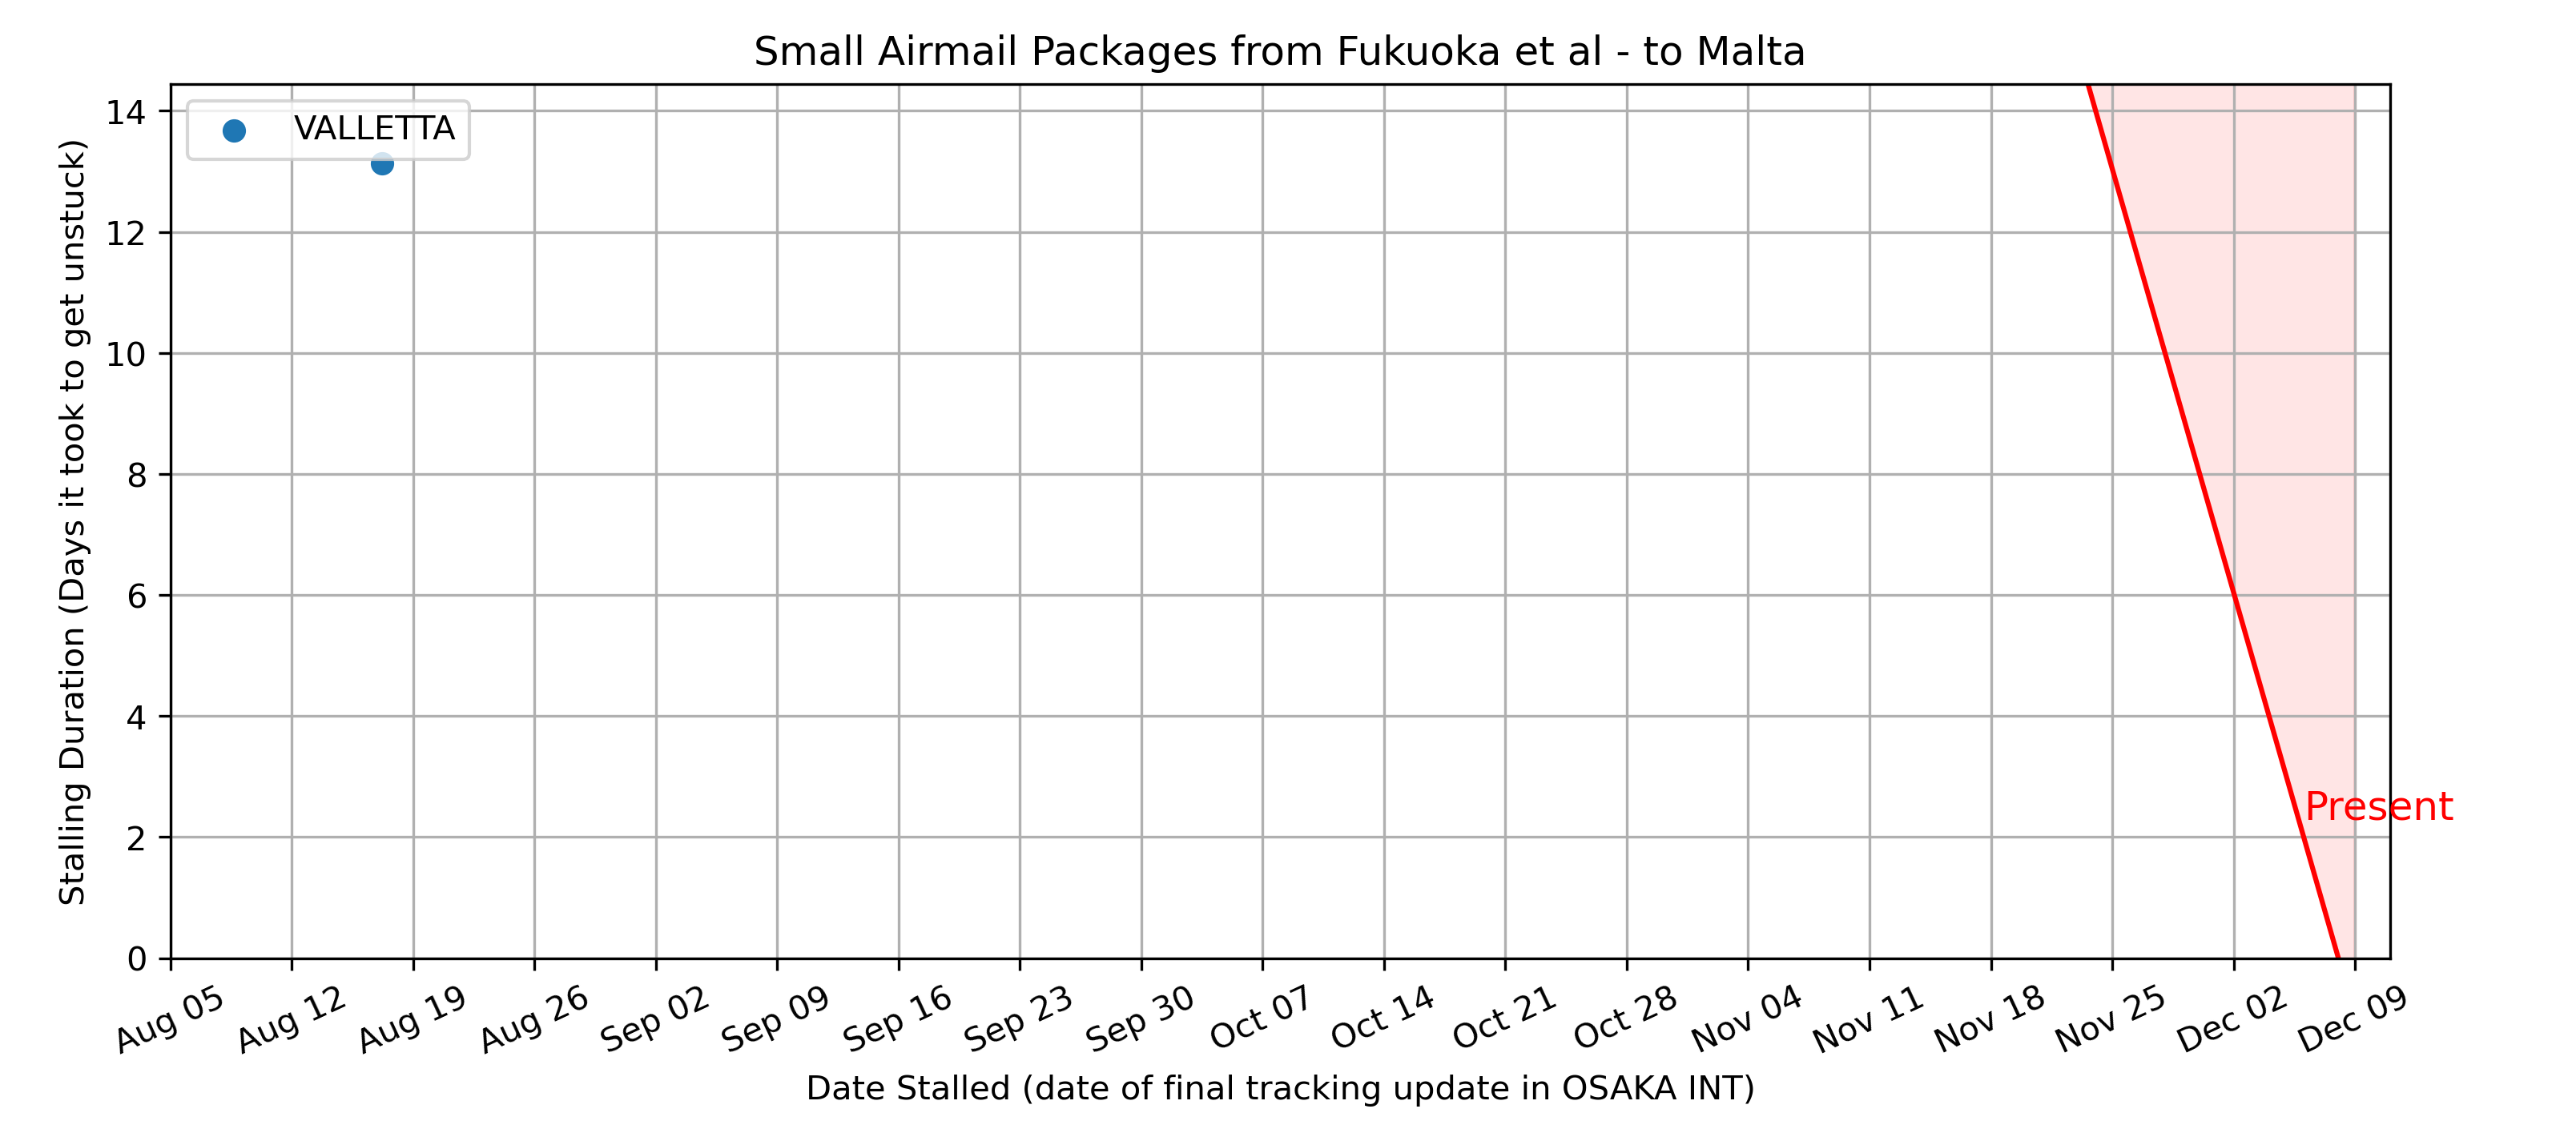 Small Airmail Packages from Fukuoka et al - to Malta
VALLETTA
Stalling Duration (Days it took to get unstuck)
14
12
10
8
6
4
2
0
Present
Aug 05
Aug 12
Aug 19
Aug 26
Sep 02
Sep 09
Sep 16
Sep 23
Sep 30
Oct 07
Oct 14
Oct 21
Oct 28
Nov 04
Nov 11
Nov 18
Nov 25
Dec 02
Dec 09
Date Stalled (date of final tracking update in OSAKA INT)